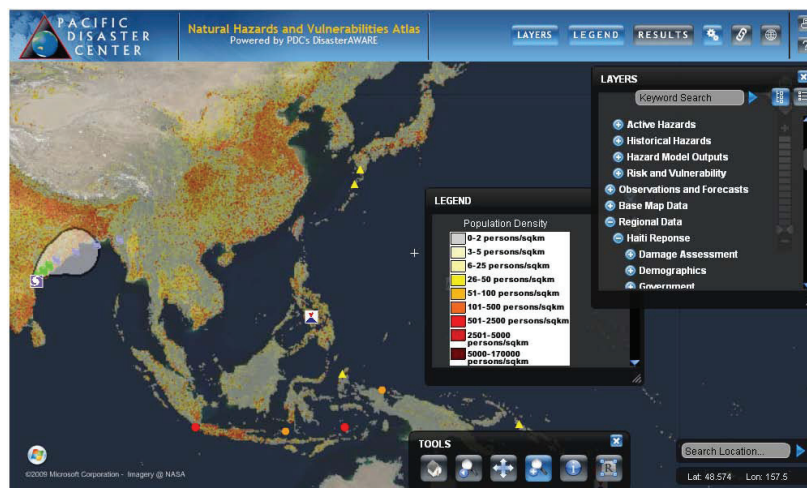 PACIFIC
DISASTER
CENTER
Natural Hazards and Vulnerabilities Atlas
Powered by PDC's DisasterAWARE
LAYERS
LEGEND
RESULTS
LAYERS
Keyword Search
Active Hazards
Historical Hazards
Hazard Model Outputs
Risk and Vulnerability
Observations and Forecasts
Base Map Data
Regional Data
Haiti Reponse
Damage Assessment
Demographics
Government
LEGEND
Population Density
0-2 persons/sqkm
3-5 persons/sqkm
6-25 persons/sqkm
26-50 persons/sqkm
51-100 persons/sqkm
101-500 persons/sqkm
501-2500 persons/sqkm
2501-5000
persons/sqkm
5000-170000
persons/sqkm
TOOLS
R
Search Location...
Lat: 48.574 Lon: 157.5
©2009 Microsoft Corporation - Imagery @ NASA